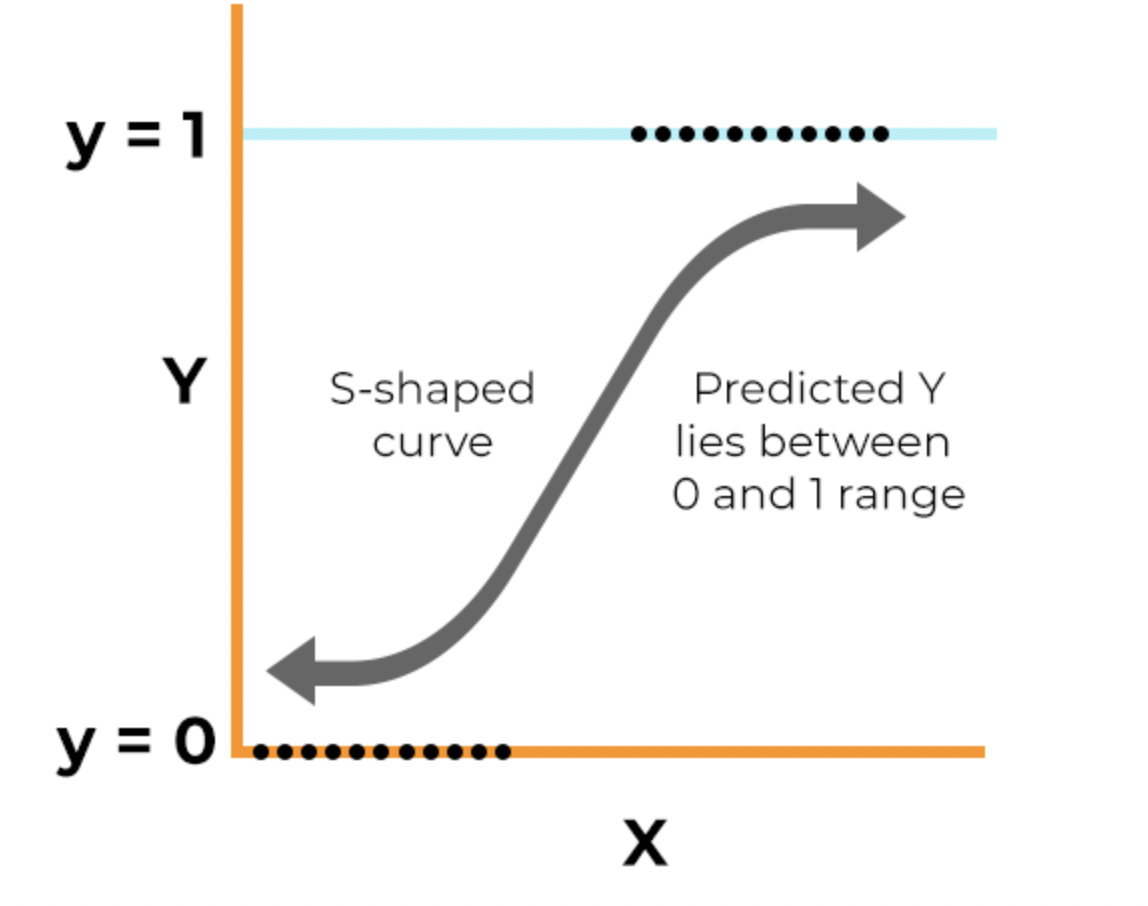 y = 1
Y
S-shaped
curve
Predicted Y
lies between
0 and 1 range
y = 0
X